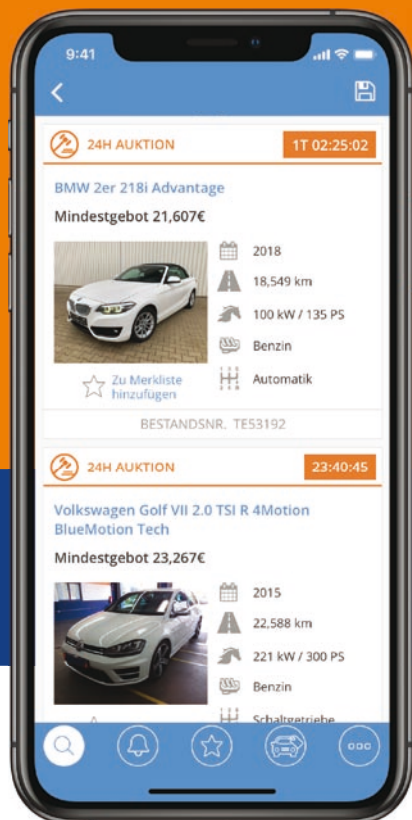 9:41
24H AUKTION
1T 02:25:02
BMW 2er 218i Advantage
Mindestgebot 21,607€
2018
18,549 km
100 kW / 135 PS
Benzin
Automatik
Zu Merkliste
hinzufügen
BESTANDSNR. TE53192
24H AUKTION
23:40:45
Volkswagen Golf VII 2.0 TSI R 4Motion
BlueMotion Tech
Mindestgebot 23,267€
2015
22,588 km
221 kW / 300 PS
Benzin
Schaltgetriebe